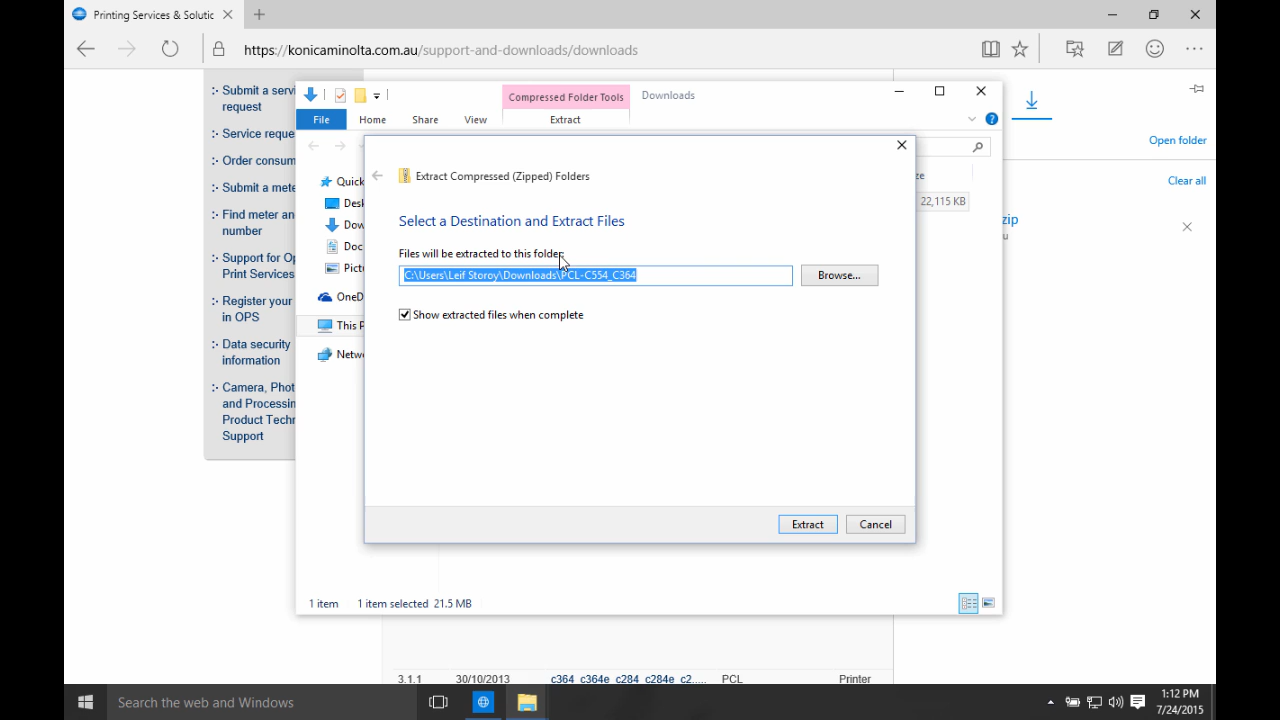 Printing Services & Solutic
https://konicaminolta.com.au/support-and-downloads/downloads
:· Submit a serv
request
:· Service reque
:· Order consum
:· Submit a mete
:· Find meter an
number
:· Support for Op
Print Services
:· Register your
in OPS
:· Data security
information
:· Camera, Phot
and Processin
Product Techn
Support
Compressed Folder Tools
Downloads
File
Home
Share
View
Extract
Quick
Desk
Dow
Doc
Pictu
OneD
This P
Netwo
ze
22,115 KB
Extract Compressed (Zipped) Folders
Select a Destination and Extract Files
Files will be extracted to this folder:
C:\Users\Leif Storoy\Downloads\PCL-C554_C364
Browse...
Show extracted files when complete
Extract
Cancel
1 item
1 item selected 21.5 MB
Open folder
Clear all
zip
u
3.1.1
30/10/2013
c364_c364e_c284_c284e_c2.....
PCL
Printer
Search the web and Windows
1:12 PM
7/24/2015